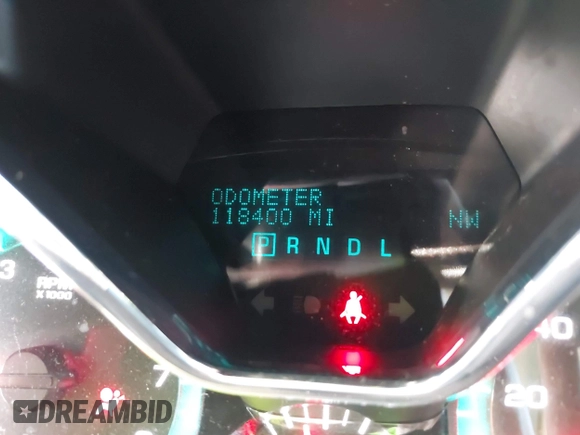 ODOMETER
118400 MI NW
P R N D L
3
RPM
X1000
7
40
20
DREAMBID